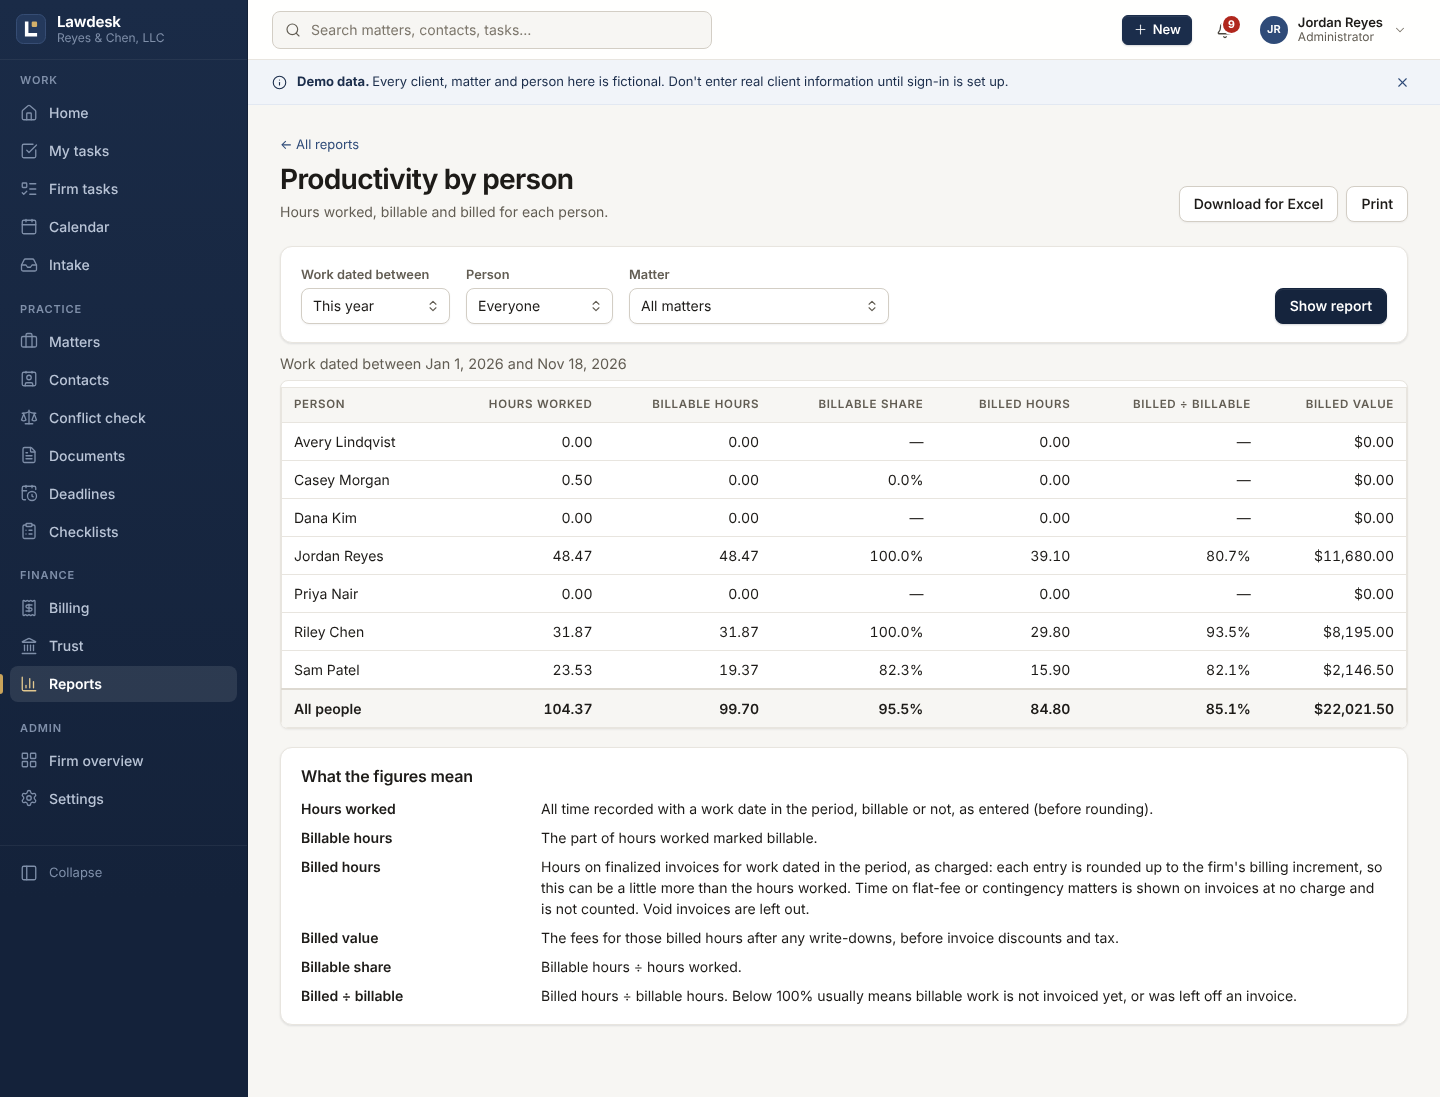 Lawdesk
Reyes & Chen, LLC
WORK
Home
My tasks
Firm tasks
Calendar
Intake
PRACTICE
Matters
Contacts
Conflict check
Documents
Deadlines
Checklists
FINANCE
Billing
Trust
Reports
ADMIN
Firm overview
Settings
Collapse
Search matters, contacts, tasks...
+ New
9
JR
Jordan Reyes
Administrator
Demo data. Every client, matter and person here is fictional. Don't enter real client information until sign-in is set up.
← All reports
Productivity by person
Hours worked, billable and billed for each person.
Download for Excel
Print
Work dated between Person Matter
This year Everyone All matters
Show report
Work dated between Jan 1, 2026 and Nov 18, 2026
PERSON HOURS WORKED BILLABLE HOURS BILLABLE SHARE BILLED HOURS BILLED ÷ BILLABLE BILLED VALUE
Avery Lindqvist 0.00 0.00 — 0.00 — $0.00
Casey Morgan 0.50 0.00 0.0% 0.00 — $0.00
Dana Kim 0.00 0.00 — 0.00 — $0.00
Jordan Reyes 48.47 48.47 100.0% 39.10 80.7% $11,680.00
Priya Nair 0.00 0.00 — 0.00 — $0.00
Riley Chen 31.87 31.87 100.0% 29.80 93.5% $8,195.00
Sam Patel 23.53 19.37 82.3% 15.90 82.1% $2,146.50
All people 104.37 99.70 95.5% 84.80 85.1% $22,021.50
What the figures mean
Hours worked All time recorded with a work date in the period, billable or not, as entered (before rounding).
Billable hours The part of hours worked marked billable.
Billed hours Hours on finalized invoices for work dated in the period, as charged: each entry is rounded up to the firm's billing increment, so
this can be a little more than the hours worked. Time on flat-fee or contingency matters is shown on invoices at no charge and
is not counted. Void invoices are left out.
Billed value The fees for those billed hours after any write-downs, before invoice discounts and tax.
Billable share Billable hours ÷ hours worked.
Billed ÷ billable Billed hours ÷ billable hours. Below 100% usually means billable work is not invoiced yet, or was left off an invoice.